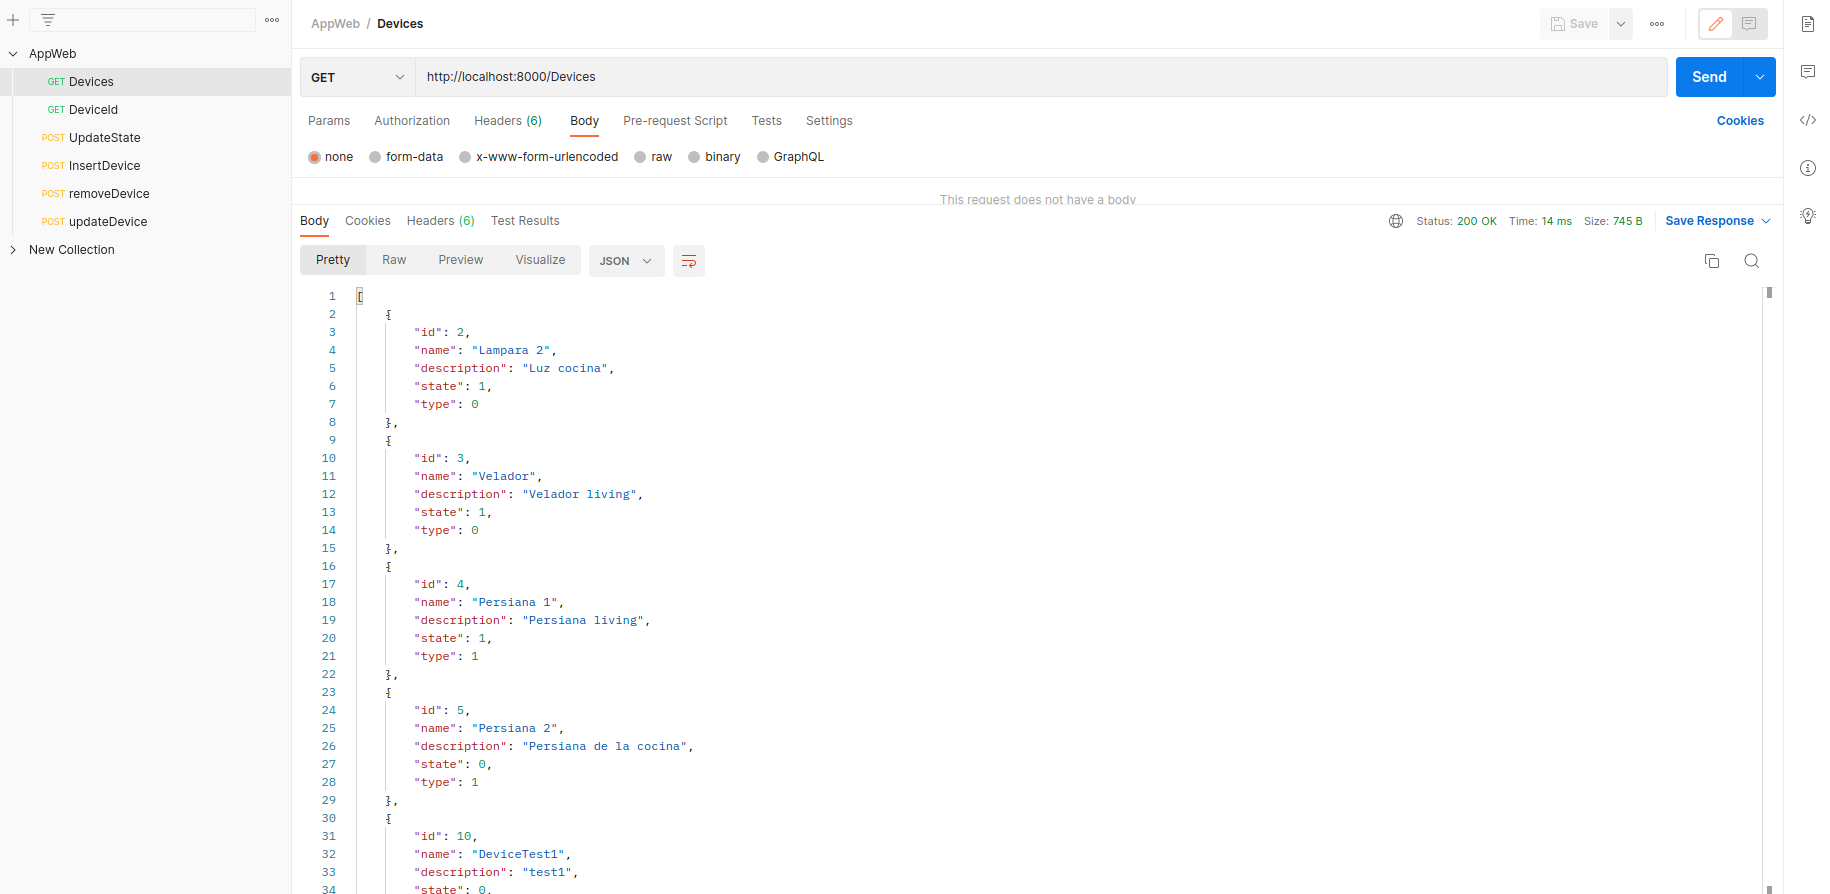 AppWeb
GET Devices
GET DeviceId
POST UpdateState
POST InsertDevice
POST removeDevice
POST updateDevice
New Collection
AppWeb / Devices
Save
GET
http://localhost:8000/Devices
Send
Params Authorization Headers (6) Body Pre-request Script Tests Settings Cookies
none form-data x-www-form-urlencoded raw binary GraphQL
This request does not have a body
Body Cookies Headers (6) Test Results Status: 200 OK Time: 14 ms Size: 745 B Save Response
Pretty Raw Preview Visualize JSON
1 [
2 {
3 "id": 2,
4 "name": "Lampara 2",
5 "description": "Luz cocina",
6 "state": 1,
7 "type": 0
8 },
9 {
10 "id": 3,
11 "name": "Velador",
12 "description": "Velador living",
13 "state": 1,
14 "type": 0
15 },
16 {
17 "id": 4,
18 "name": "Persiana 1",
19 "description": "Persiana living",
20 "state": 1,
21 "type": 1
22 },
23 {
24 "id": 5,
25 "name": "Persiana 2",
26 "description": "Persiana de la cocina",
27 "state": 0,
28 "type": 1
29 },
30 {
31 "id": 10,
32 "name": "DeviceTest1",
33 "description": "test1",
34 "state": 0,